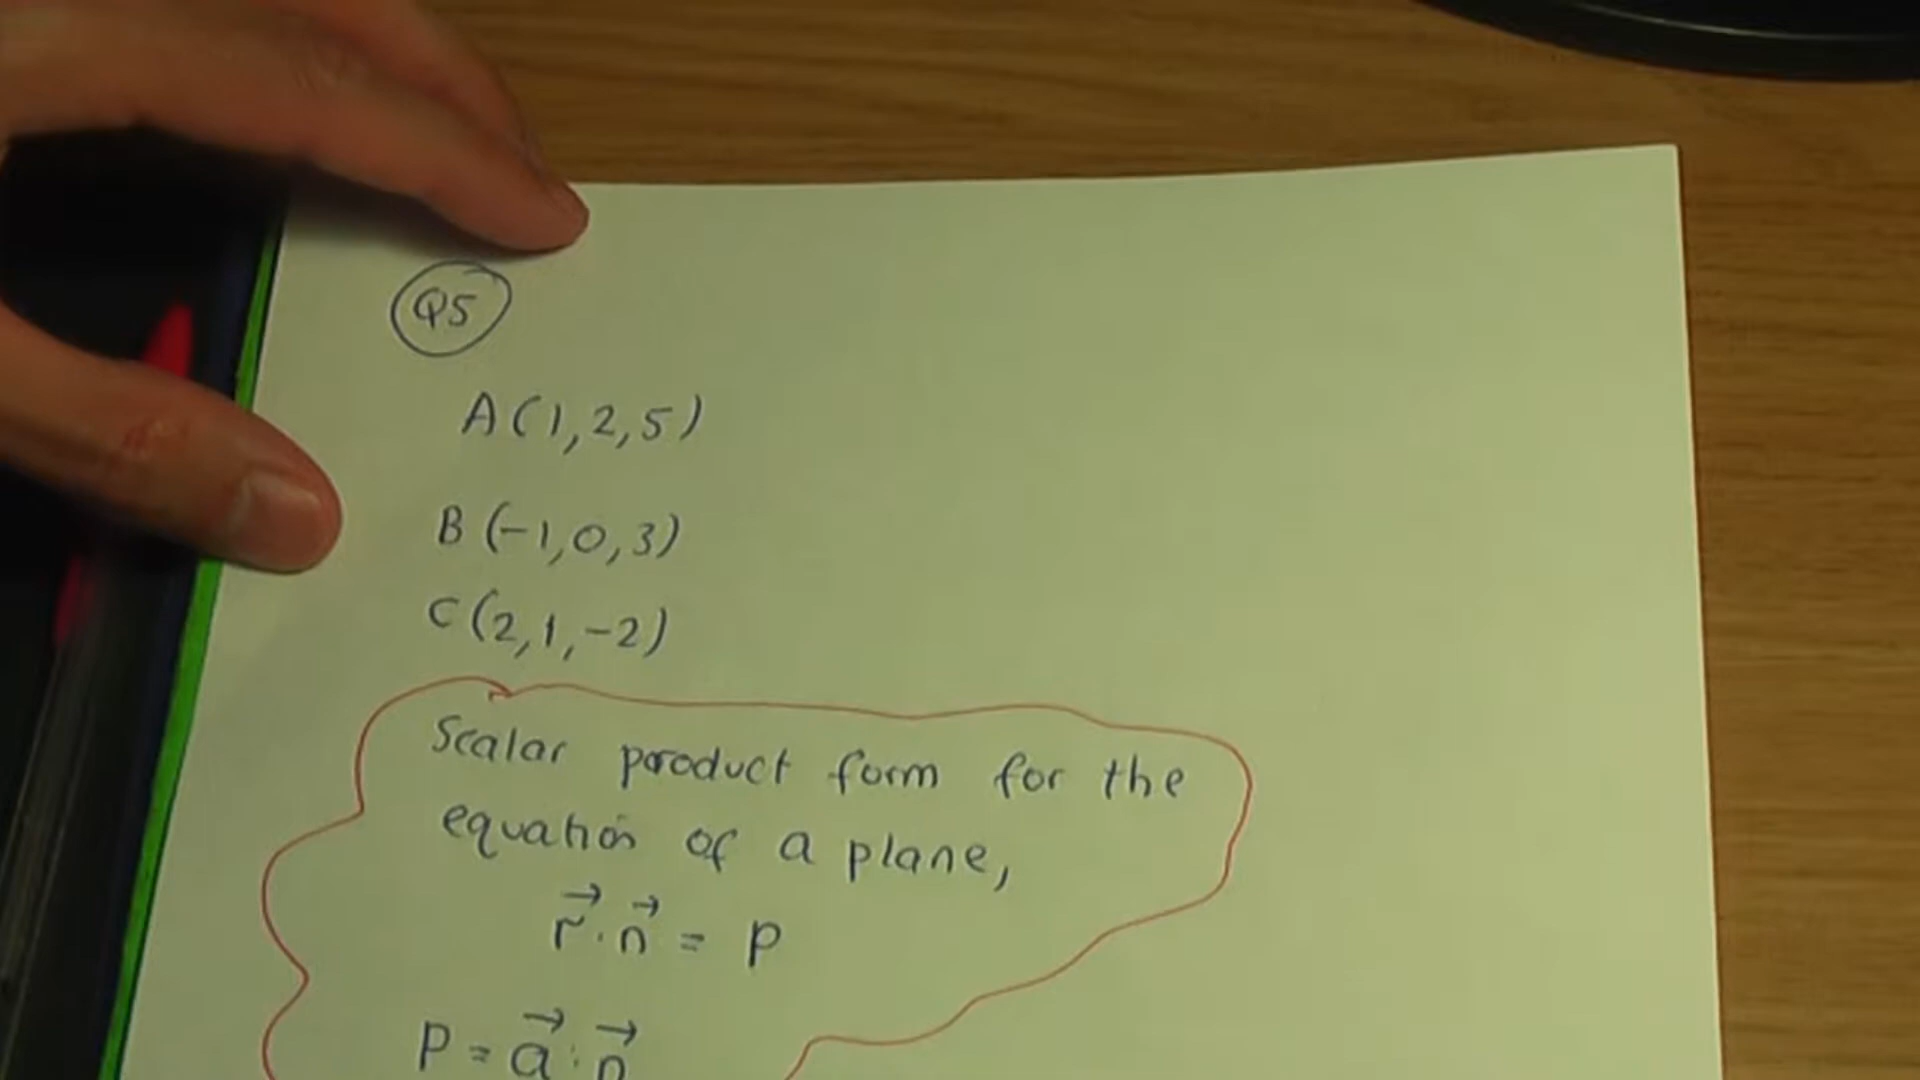 Q5
A(1,2,5)
B(-1,0,3)
C(2,1,-2)
Scalar product form for the
equation of a plane,
r⃗.n⃗ = p
p = a⃗.n⃗